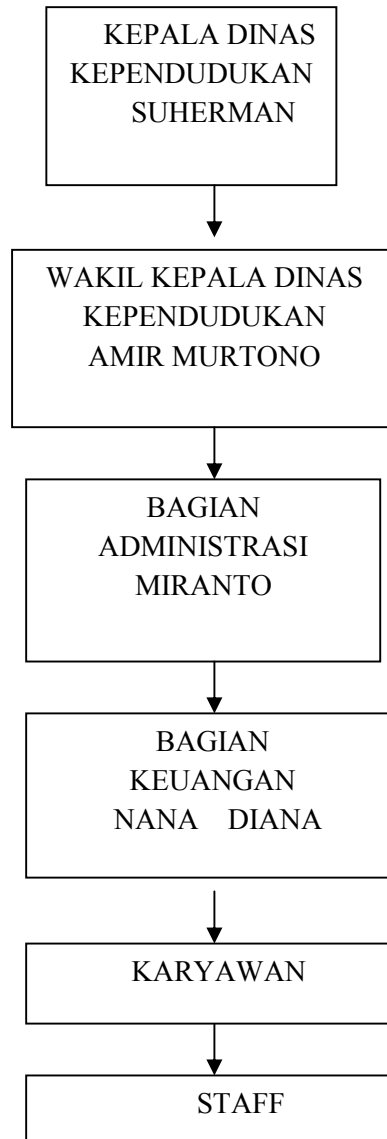 KEPALA DINAS
KEPENDUDUKAN
SUHERMAN
WAKIL KEPALA DINAS
KEPENDUDUKAN
AMIR MURTONO
BAGIAN
ADMINISTRASI
MIRANTO
BAGIAN
KEUANGAN
NANA DIANA
KARYAWAN
STAFF